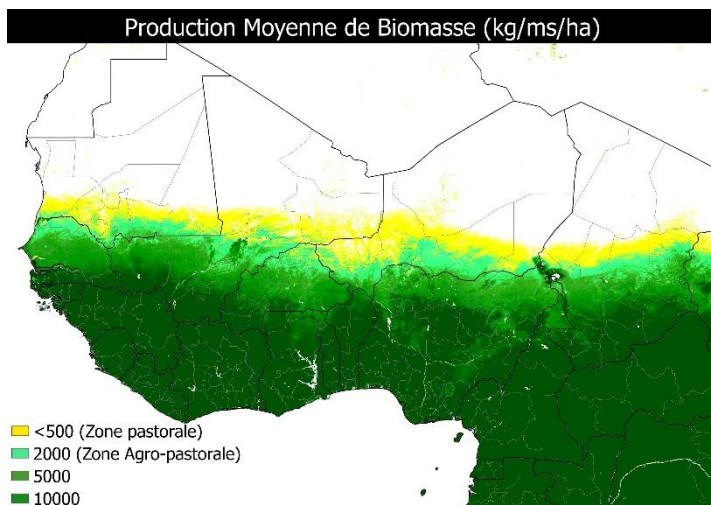 Production Moyenne de Biomasse (kg/ms/ha)
<500 (Zone pastorale)
2000 (Zone Agro-pastorale)
5000
10000